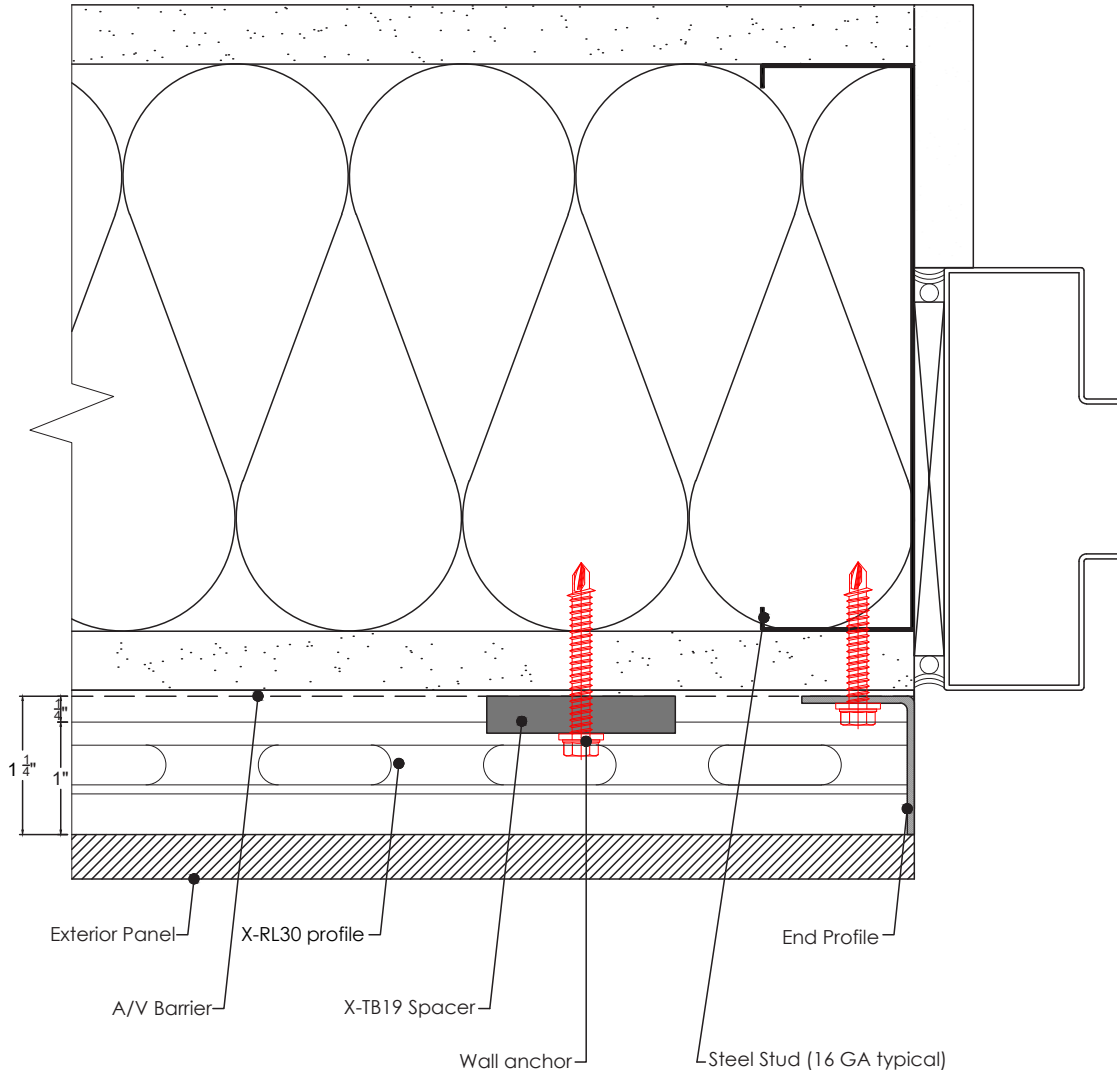 1/4"
1 1/4"
1"
Exterior Panel
X-RL30 profile
End Profile
A/V Barrier
X-TB19 Spacer
Wall anchor
Steel Stud (16 GA typical)